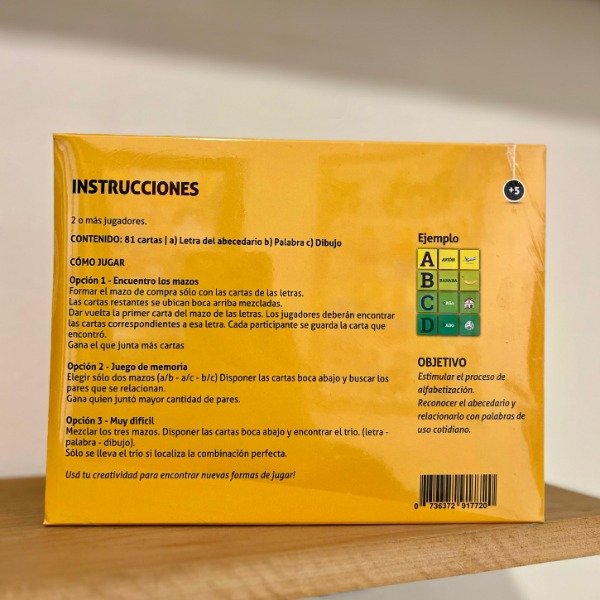 INSTRUCCIONES
+5
2 o más jugadores.
CONTENIDO: 81 cartas | a) Letra del abecedario b) Palabra c) Dibujo
CÓMO JUGAR
Opción 1 - Encuentro los mazos
Formar el mazo de compra sólo con las cartas de las letras.
Las cartas restantes se ubican boca arriba mezcladas.
Dar vuelta la primer carta del mazo de las letras. Los jugadores deberán encontrar
las cartas correspondientes a esa letra. Cada participante se guarda la carta que
encontró.
Gana el que junta más cartas
Opción 2 - Juego de memoria
Elegir sólo dos mazos (a/b - a/c - b/c) Disponer las cartas boca abajo y buscar los
pares que se relacionan.
Gana quien juntó mayor cantidad de pares.
Opción 3 - Muy difícil
Mezclar los tres mazos. Disponer las cartas boca abajo y encontrar el trío. (letra -
palabra - dibujo).
Sólo se lleva el trío si localiza la combinación perfecta.
Usá tu creatividad para encontrar nuevas formas de jugar!
Ejemplo
A AVIÓN
B BANANA
C
D
OBJETIVO
Estimular el proceso de
alfabetización.
Reconocer el abecedario y
relacionarlo con palabras de
uso cotidiano.
0 736372 917720